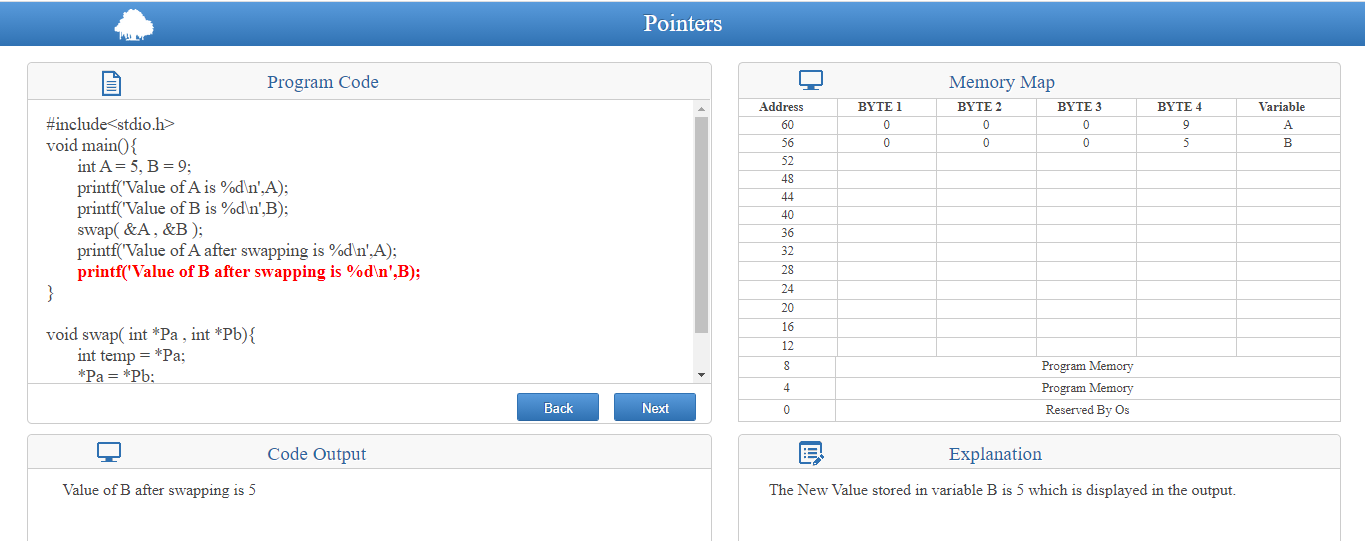 Pointers
Program Code
#include<stdio.h>
void main(){
int A = 5, B = 9;
printf('Value of A is %d\n',A);
printf('Value of B is %d\n',B);
swap( &A , &B );
printf('Value of A after swapping is %d\n',A);
printf('Value of B after swapping is %d\n',B);
}
void swap( int *Pa , int *Pb){
int temp = *Pa;
*Pa = *Pb;
Back Next
Memory Map
Address BYTE 1 BYTE 2 BYTE 3 BYTE 4 Variable
60 0 0 0 9 A
56 0 0 0 5 B
52
48
44
40
36
32
28
24
20
16
12
8 Program Memory
4 Program Memory
0 Reserved By Os
Code Output
Value of B after swapping is 5
Explanation
The New Value stored in variable B is 5 which is displayed in the output.